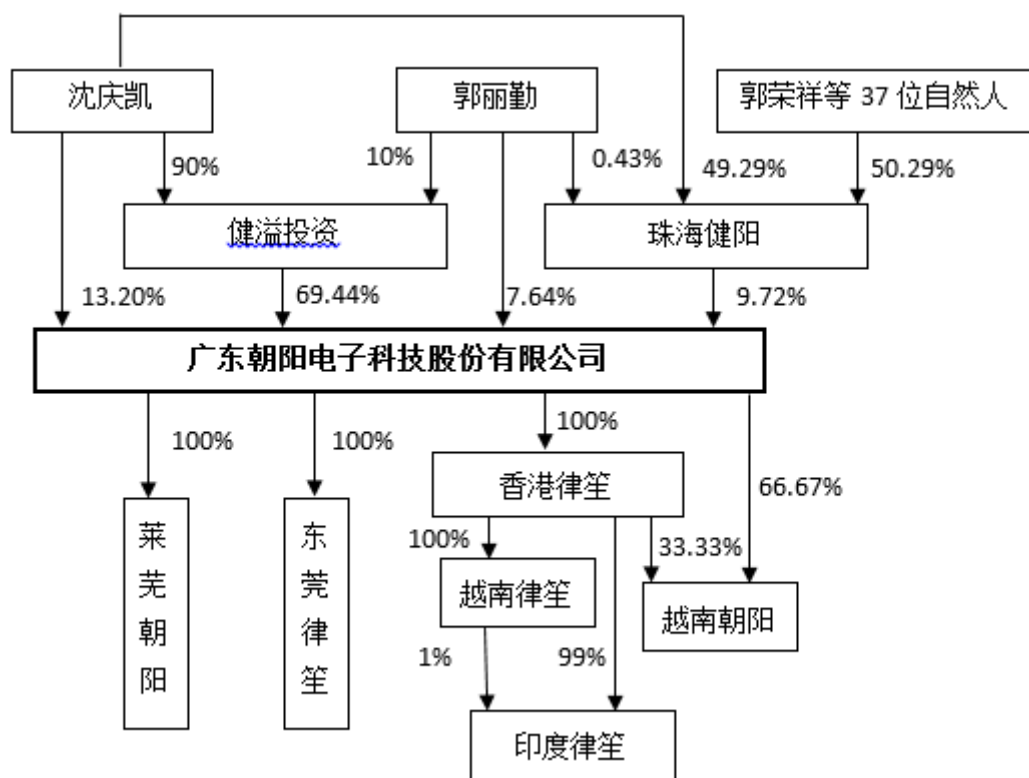 沈庆凯
郭丽勤
郭荣祥等 37 位自然人
90%
10%
0.43%
49.29%
50.29%
健溢投资
珠海健阳
13.20%
69.44%
7.64%
9.72%
广东朝阳电子科技股份有限公司
100%
100%
100%
66.67%
香港律笙
莱芜朝阳
东莞律笙
100%
33.33%
越南律笙
越南朝阳
1%
99%
印度律笙